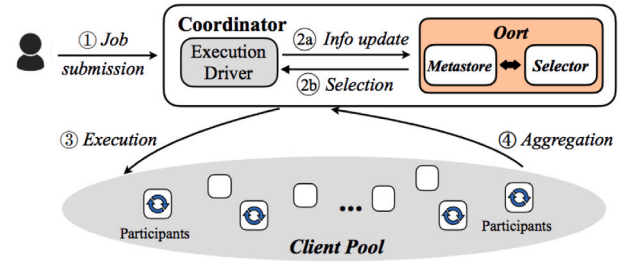 Coordinator
① Job
submission
Execution
Driver
2a Info update
2b Selection
Oort
Metastore
Selector
③ Execution
④ Aggregation
...
Participants
Participants
Client Pool